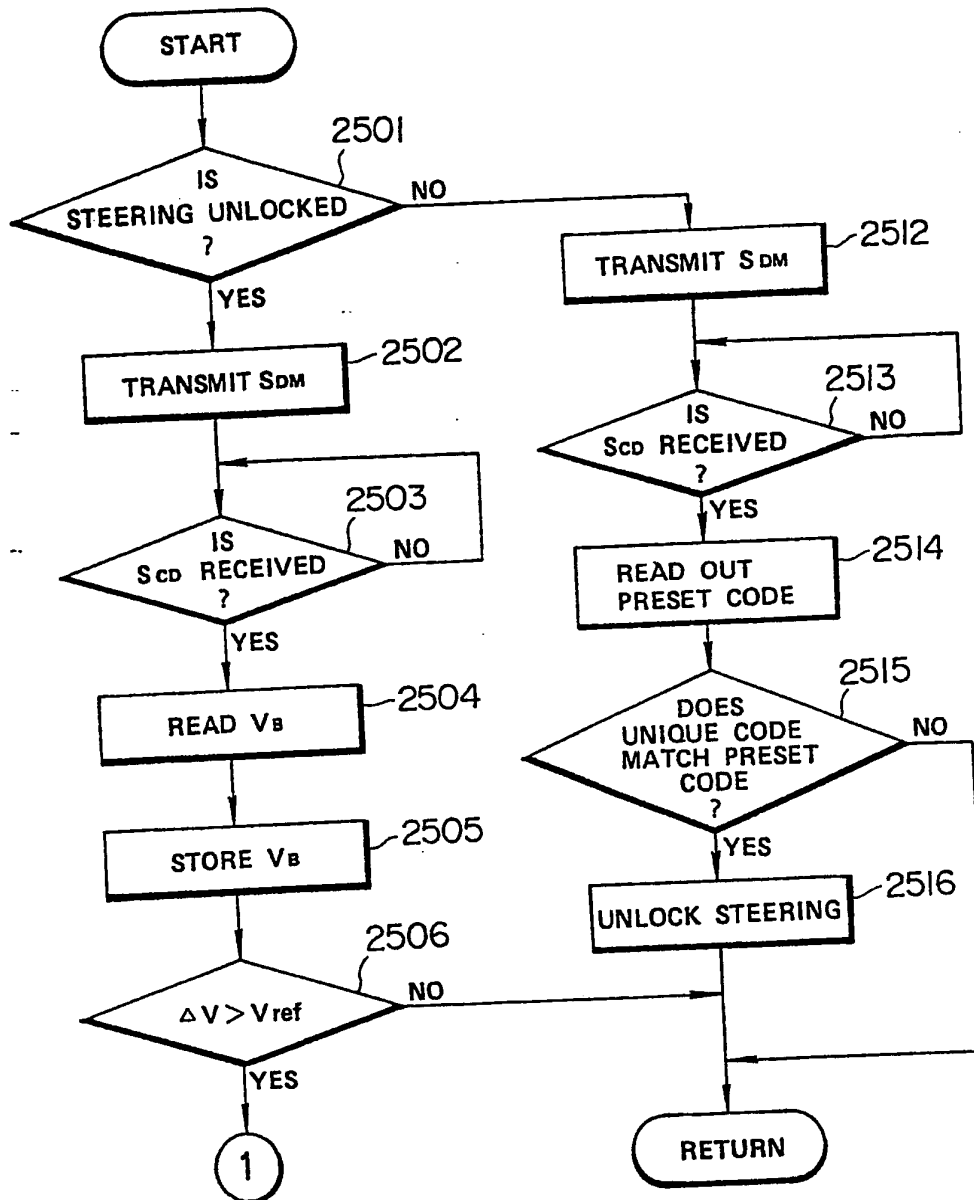 START
2501
IS
STEERING UNLOCKED
?
NO
YES
2502
TRANSMIT SDM
2503
IS
SCD RECEIVED
?
NO
YES
2504
READ VB
2505
STORE VB
2506
△V > Vref
NO
YES
1
2512
TRANSMIT SDM
2513
IS
SCD RECEIVED
?
NO
YES
2514
READ OUT
PRESET CODE
2515
DOES
UNIQUE CODE
MATCH PRESET
CODE
?
NO
YES
2516
UNLOCK STEERING
RETURN